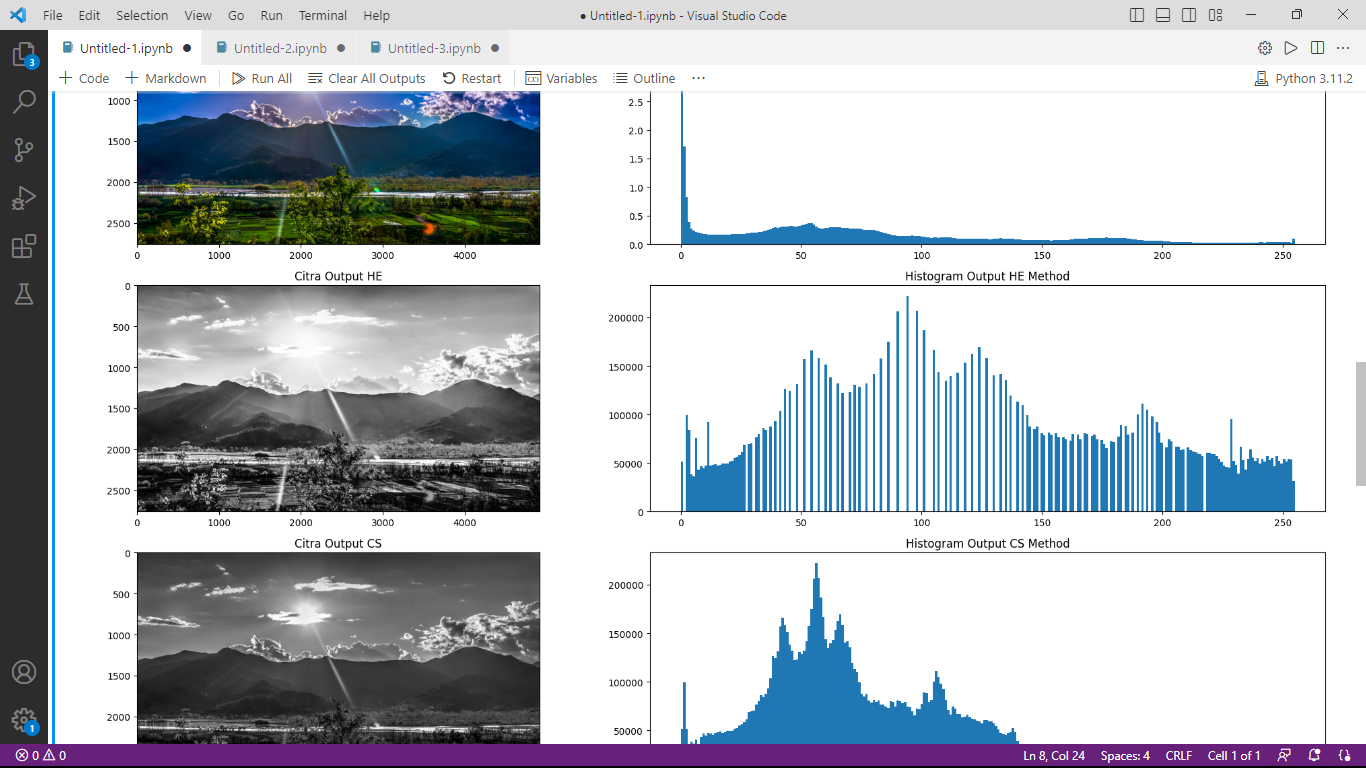 File Edit Selection View Go Run Terminal Help
● Untitled-1.ipynb - Visual Studio Code
3
Untitled-1.ipynb ● Untitled-2.ipynb ● Untitled-3.ipynb ●
+ Code + Markdown Run All Clear All Outputs Restart (x) Variables Outline ...
Python 3.11.2
1000
1500
2000
2500
0 1000 2000 3000 4000
2.5
2.0
1.5
1.0
0.5
0.0
0 50 100 150 200 250
Citra Output HE
0
500
1000
1500
2000
2500
0 1000 2000 3000 4000
Histogram Output HE Method
200000
150000
100000
50000
0
0 50 100 150 200 250
Citra Output CS
0
500
1000
1500
2000
Histogram Output CS Method
200000
150000
100000
50000
1
0 0 Ln 8, Col 24 Spaces: 4 CRLF Cell 1 of 1